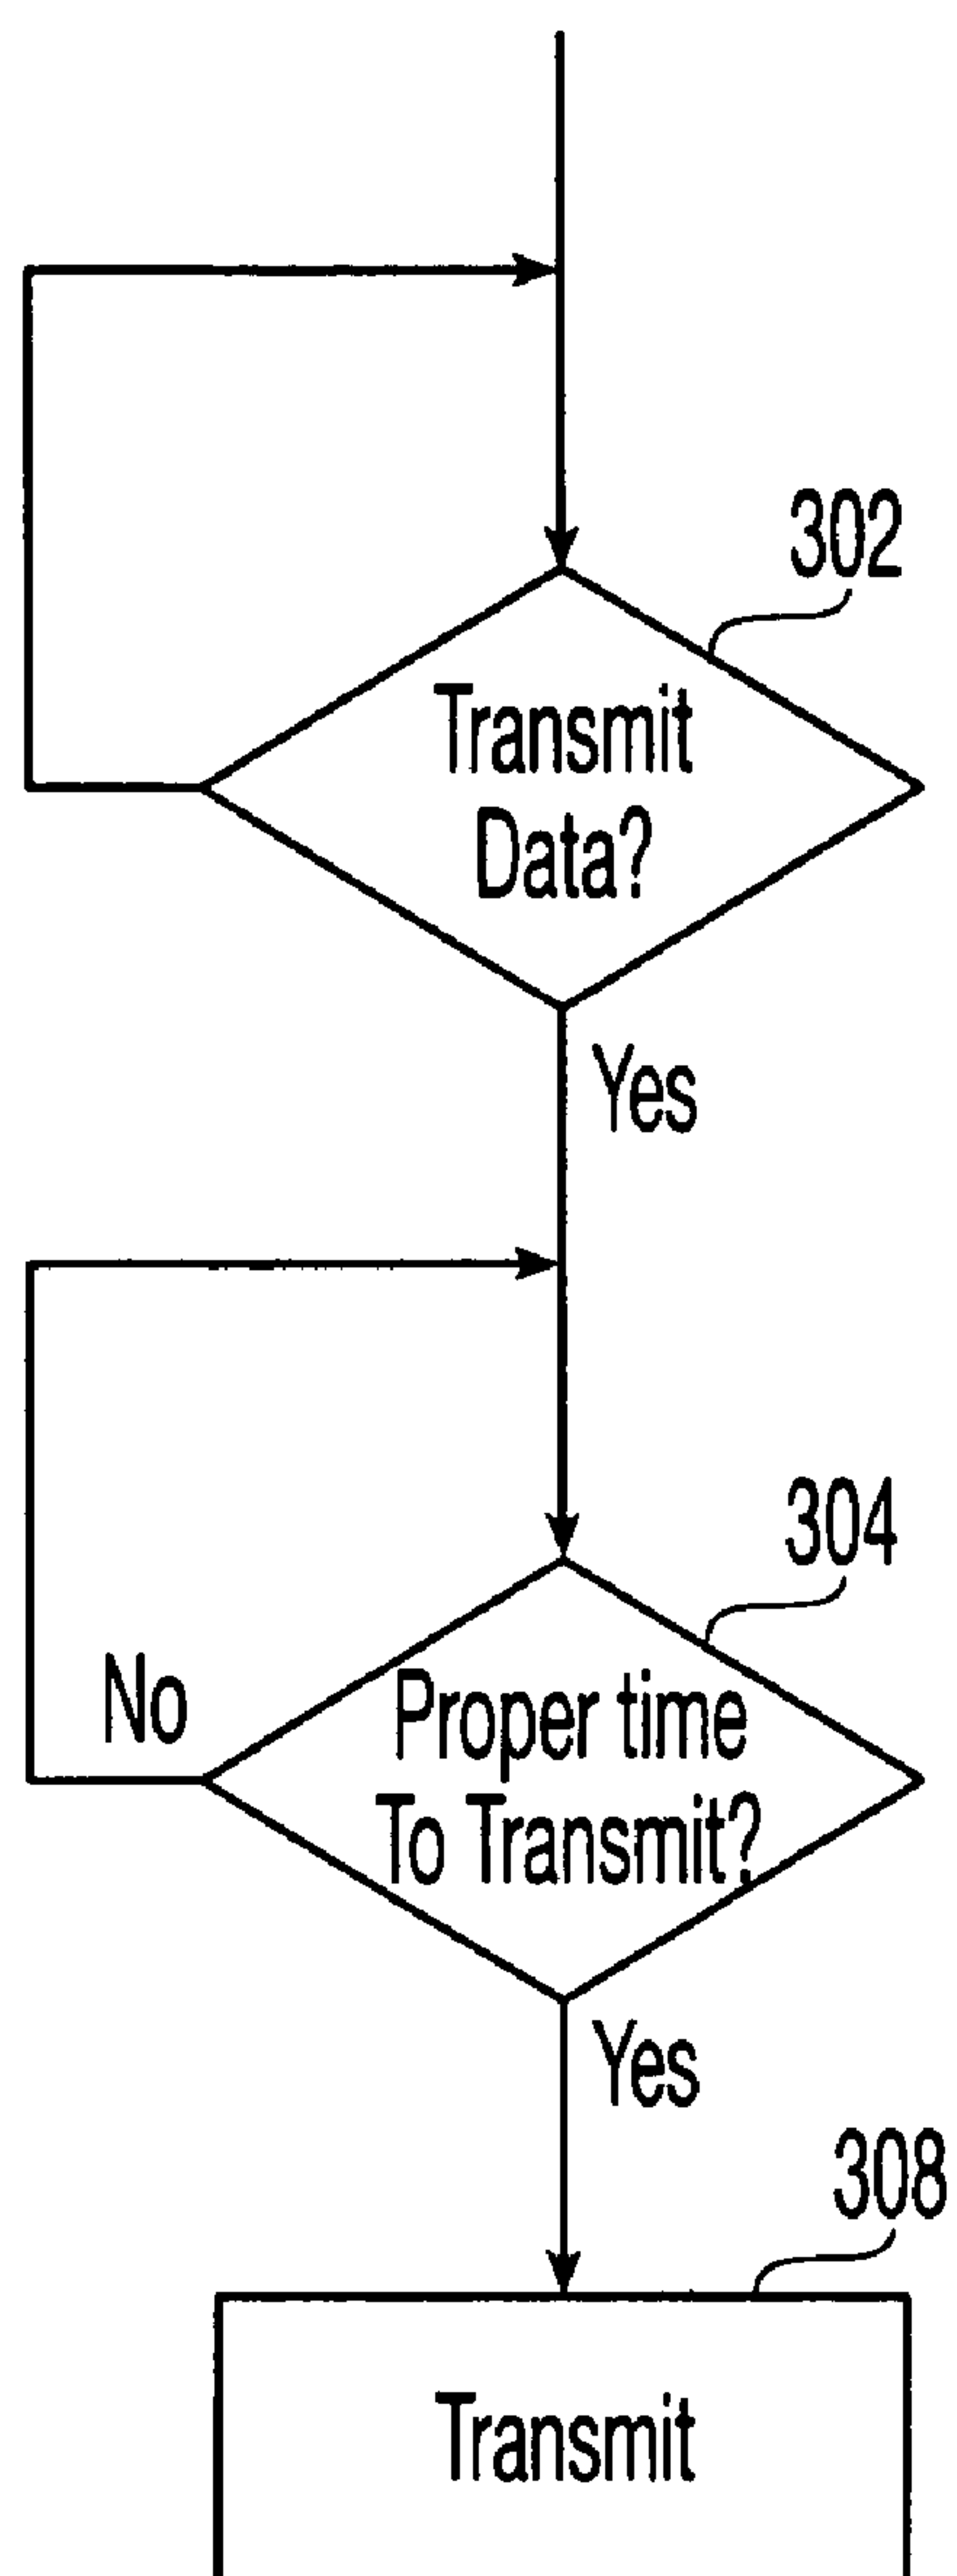 302
Transmit
Data?
Yes
304
No
Proper time
To Transmit?
Yes
308
Transmit